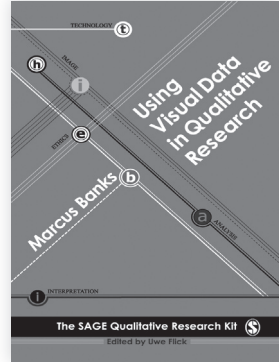 TECHNOLOGY t
IMAGE
h
i
Using
Visual Data
in Qualitative
Research
ETHICS
e
b
Marcus Banks
a
ANALYSIS
l INTERPRETATION
The SAGE Qualitative Research Kit S
Edited by Uwe Flick